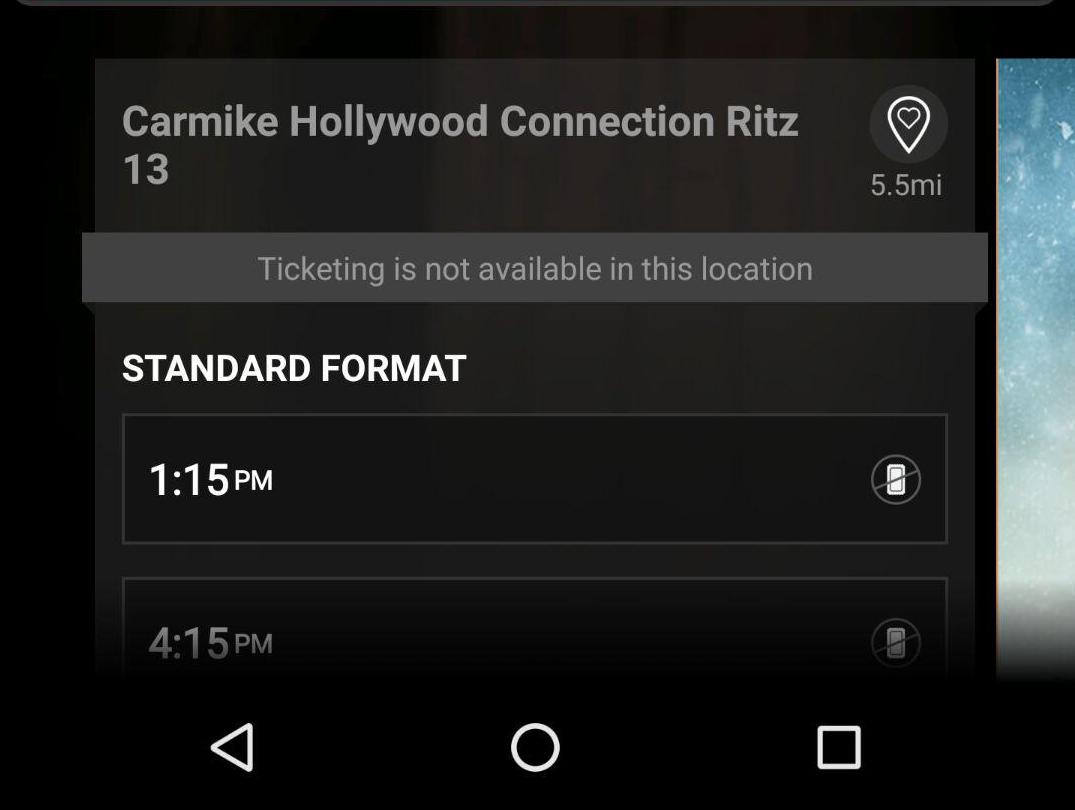 Carmike Hollywood Connection Ritz
13
5.5mi
Ticketing is not available in this location
STANDARD FORMAT
1:15 PM
4:15 PM